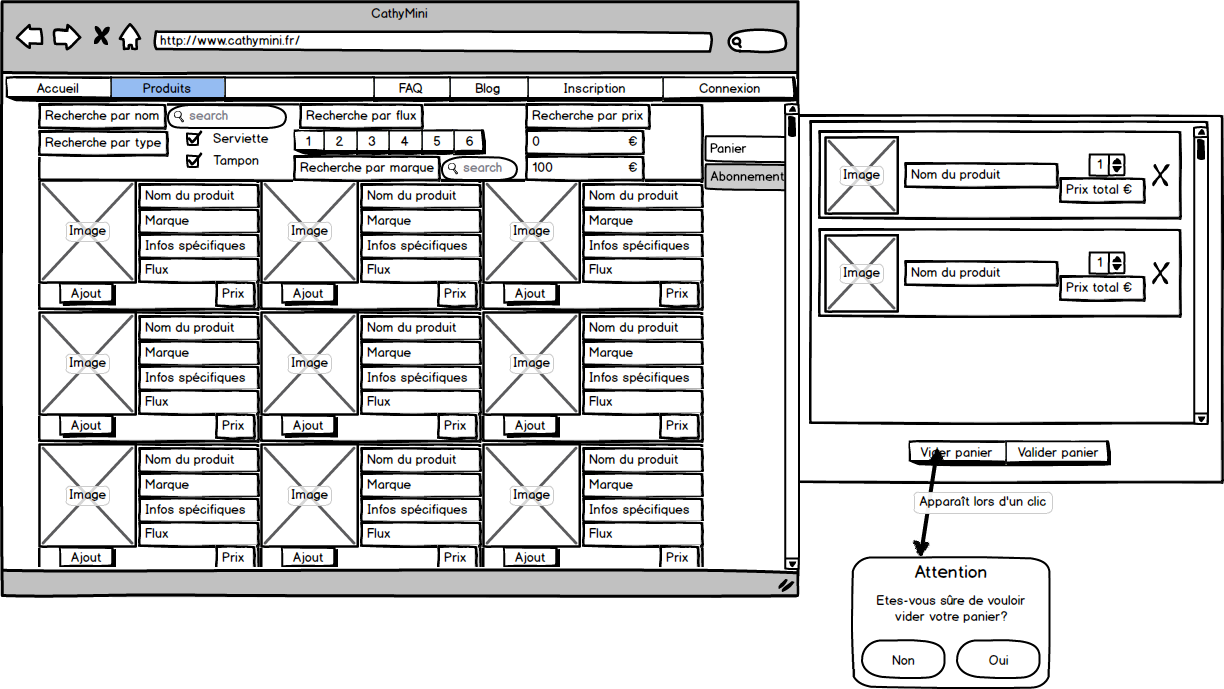 CathyMini
http://www.cathymini.fr/
Accueil Produits FAQ Blog Inscription Connexion
Recherche par nom search Recherche par flux Recherche par prix
Recherche par type Serviette 1 2 3 4 5 6 0 €
Tampon Recherche par marque search 100 €
Panier
Abonnement
Image Nom du produit Image Nom du produit Image Nom du produit
Marque Marque Marque
Infos spécifiques Infos spécifiques Infos spécifiques
Flux Flux Flux
Ajout Prix Ajout Prix Ajout Prix
Image Nom du produit Image Nom du produit Image Nom du produit
Marque Marque Marque
Infos spécifiques Infos spécifiques Infos spécifiques
Flux Flux Flux
Ajout Prix Ajout Prix Ajout Prix
Image Nom du produit Image Nom du produit Image Nom du produit
Marque Marque Marque
Infos spécifiques Infos spécifiques Infos spécifiques
Flux Flux Flux
Ajout Prix Ajout Prix Ajout Prix
Image Nom du produit 1 X
Prix total €
Image Nom du produit 1 X
Prix total €
Vider panier Valider panier
Apparaît lors d'un clic
Attention
Etes-vous sûre de vouloir
vider votre panier?
Non Oui